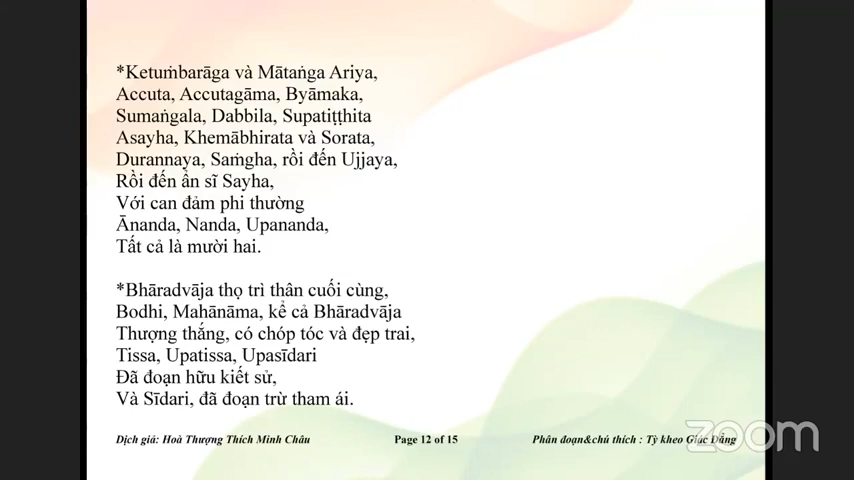 *Ketuṁbarāga và Mātaṅga Ariya,
Accuta, Accutagāma, Byāmaka,
Sumaṅgala, Dabbila, Supatiṭṭhita
Asayha, Khemābhirata và Sorata,
Durannaya, Saṁgha, rồi đến Ujjaya,
Rồi đến ẩn sĩ Sayha,
Với can đảm phi thường
Ānanda, Nanda, Upananda,
Tất cả là mười hai.
*Bhāradvāja thọ trì thân cuối cùng,
Bodhi, Mahānāma, kể cả Bhāradvāja
Thượng thắng, có chóp tóc và đẹp trai,
Tissa, Upatissa, Upasīdari
Đã đoạn hữu kiết sử,
Và Sīdari, đã đoạn trừ tham ái.
Dịch giả: Hoà Thượng Thích Minh Châu Page 12 of 15 Phân đoạn&chú thích : Tỳ kheo Giác Đẳng
zoom